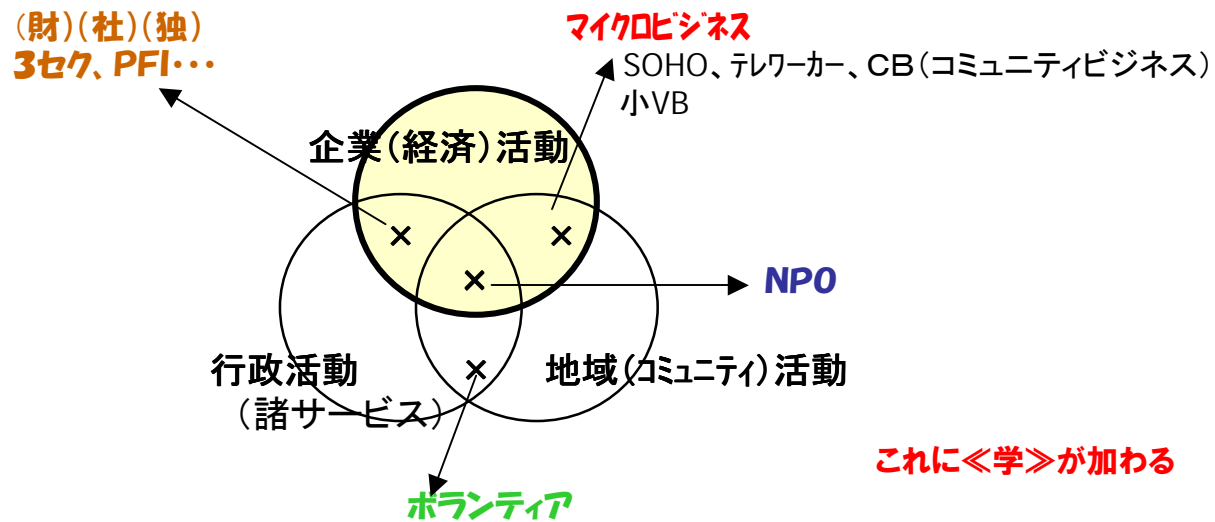 (財)(社)(独)
3セク、PFI・・・
マイクロビジネス
SOHO、テレワーカー、CB(コミュニティビジネス)
小VB
企業(経済)活動
×
×
×
NPO
×
行政活動
(諸サービス)
地域(コミュニティ)活動
これに≪学≫が加わる
ボランティア